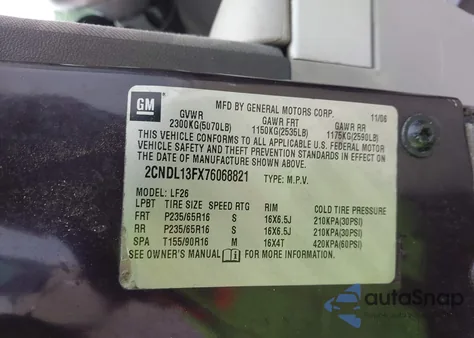 GM
MFD BY GENERAL MOTORS CORP. 11/06
GVWR GAWR FRT GAWR RR
2300KG(5070LB) 1150KG(2535LB) 1175KG(2590LB)
THIS VEHICLE CONFORMS TO ALL APPLICABLE U.S. FEDERAL
MOTOR VEHICLE SAFETY AND THEFT PREVENTION STANDARDS
IN EFFECT ON THE DATE OF MANUFACTURE SHOWN ABOVE.
2CNDL13FX76068821 TYPE: M.P.V.
MODEL: LF26
LPBT TIRE SIZE SPEED RTG RIM COLD TIRE PRESSURE
FRT P235/65R16 S 16X6.5J 210KPA(30PSI)
RR P235/65R16 S 16X6.5J 210KPA(30PSI)
SPA T155/90R16 M 16X4T 420KPA(60PSI)
SEE OWNER'S MANUAL FOR MORE INFORMATION.
autoSnap